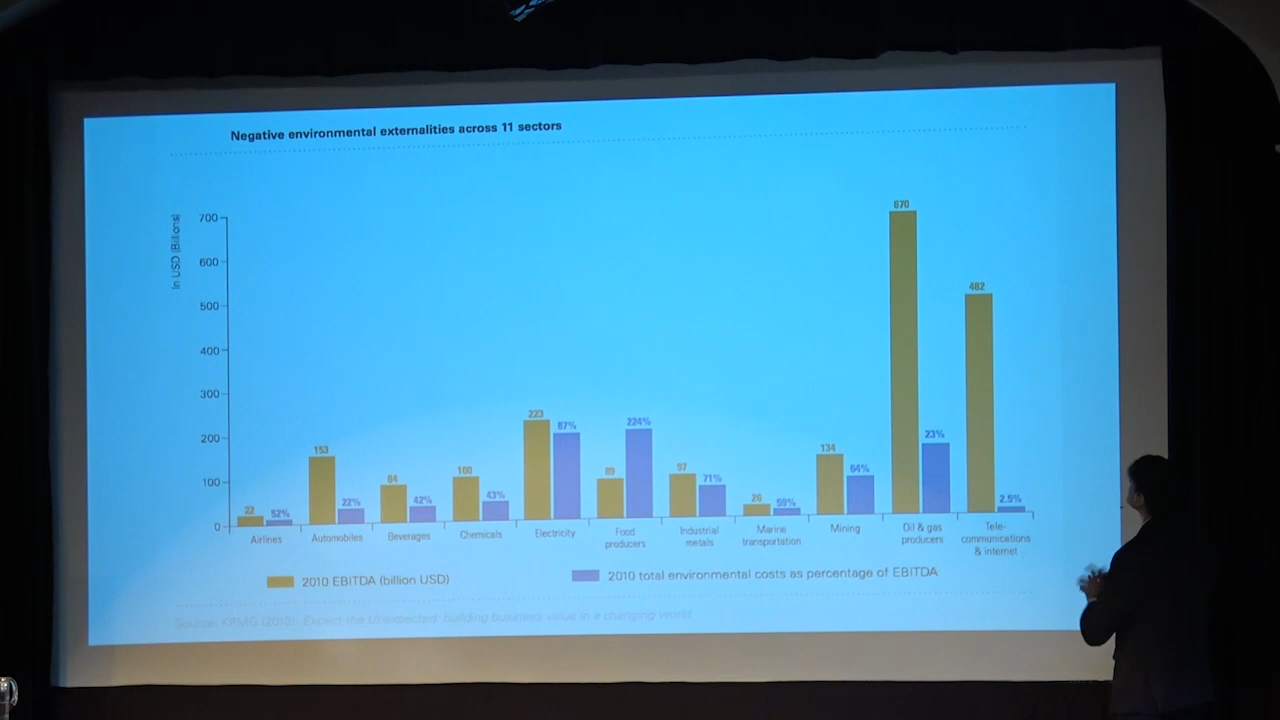 Negative environmental externalities across 11 sectors
In USD (Billions)
700
600
500
400
300
200
100
0
22
52%
153
22%
84
42%
100
43%
223
87%
89
224%
97
71%
26
59%
134
64%
670
23%
482
2.5%
Airlines
Automobiles
Beverages
Chemicals
Electricity
Food
producers
Industrial
metals
Marine
transportation
Mining
Oil & gas
producers
Tele-
communications
& internet
2010 EBITDA (billion USD)
2010 total environmental costs as percentage of EBITDA
Source: KPMG (2012). Expect the Unexpected: building business value in a changing world